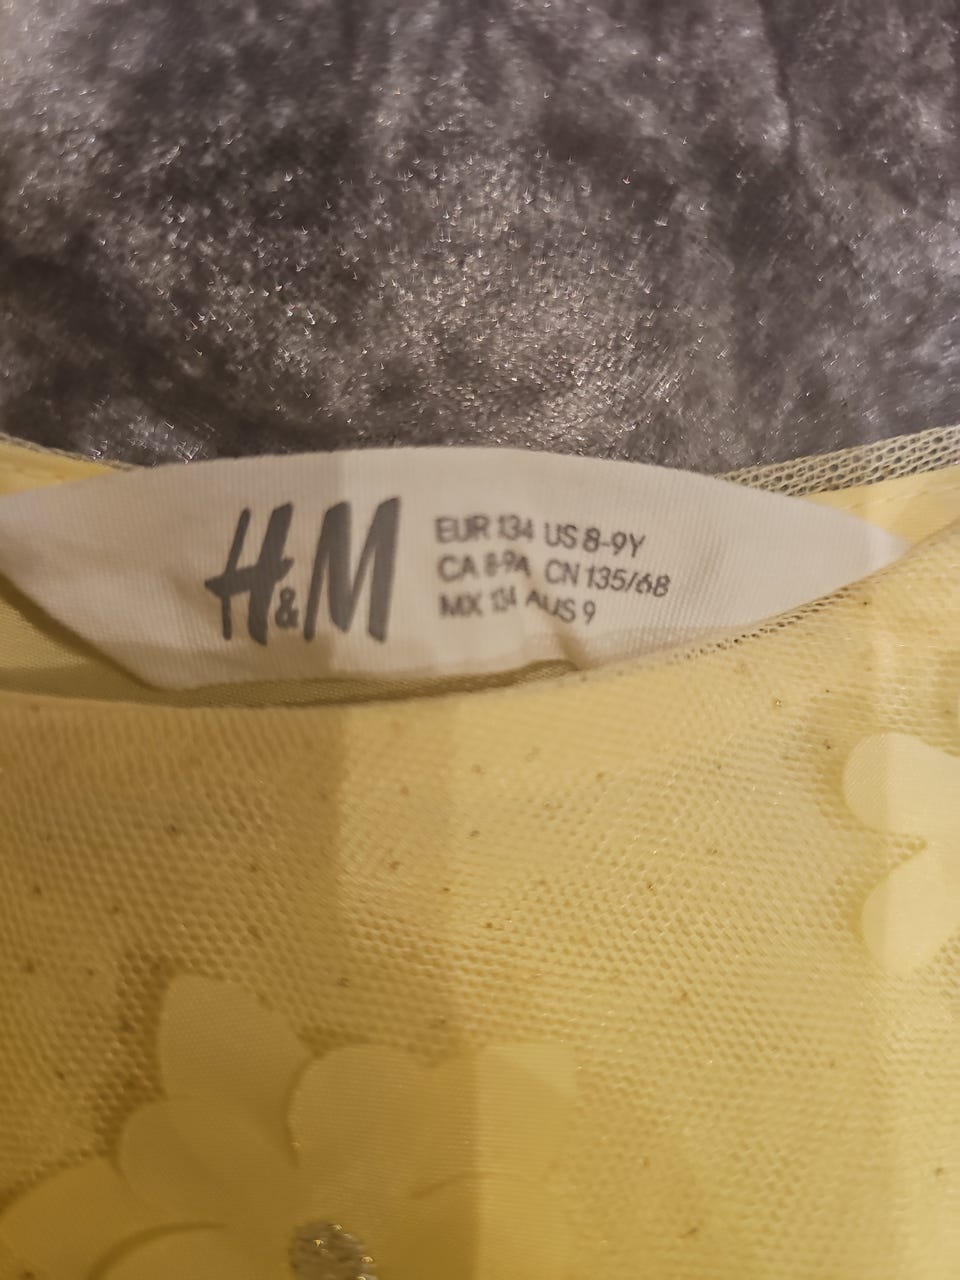 H&M
EUR 134 US 8-9Y
CA 8-9A CN 135/68
MX 134 AUS 9